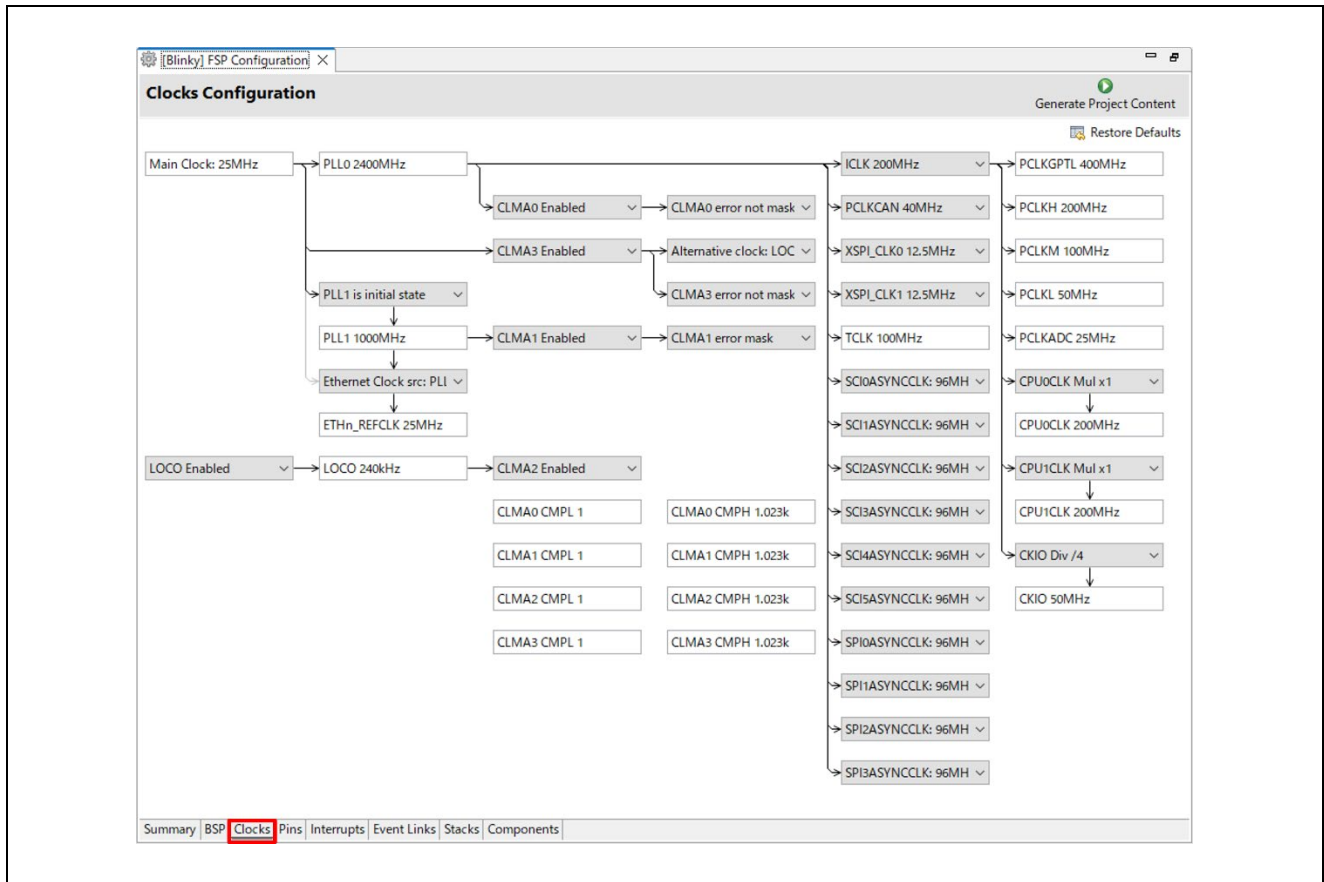 [Blinky] FSP Configuration
Clocks Configuration
Generate Project Content
Restore Defaults
Main Clock: 25MHz
PLL0 2400MHz
ICLK 200MHz
PCLKGPTL 400MHz
CLMA0 Enabled
CLMA0 error not mask
PCLKCAN 40MHz
PCLKH 200MHz
CLMA3 Enabled
Alternative clock: LOC
XSPI_CLK0 12.5MHz
PCLKM 100MHz
PLL1 is initial state
CLMA3 error not mask
XSPI_CLK1 12.5MHz
PCLKL 50MHz
PLL1 1000MHz
CLMA1 Enabled
CLMA1 error mask
TCLK 100MHz
PCLKADC 25MHz
Ethernet Clock src: PLL
SCI0ASYNCCLK: 96MH
CPU0CLK Mul x1
ETHn_REFCLK 25MHz
SCI1ASYNCCLK: 96MH
CPU0CLK 200MHz
LOCO Enabled
LOCO 240kHz
CLMA2 Enabled
SCI2ASYNCCLK: 96MH
CPU1CLK Mul x1
CLMA0 CMPL 1
CLMA0 CMPH 1.023k
SCI3ASYNCCLK: 96MH
CPU1CLK 200MHz
CLMA1 CMPL 1
CLMA1 CMPH 1.023k
SCI4ASYNCCLK: 96MH
CKIO Div /4
CLMA2 CMPL 1
CLMA2 CMPH 1.023k
SCI5ASYNCCLK: 96MH
CKIO 50MHz
CLMA3 CMPL 1
CLMA3 CMPH 1.023k
SPI0ASYNCCLK: 96MH
SPI1ASYNCCLK: 96MH
SPI2ASYNCCLK: 96MH
SPI3ASYNCCLK: 96MH
Summary BSP Clocks Pins Interrupts Event Links Stacks Components